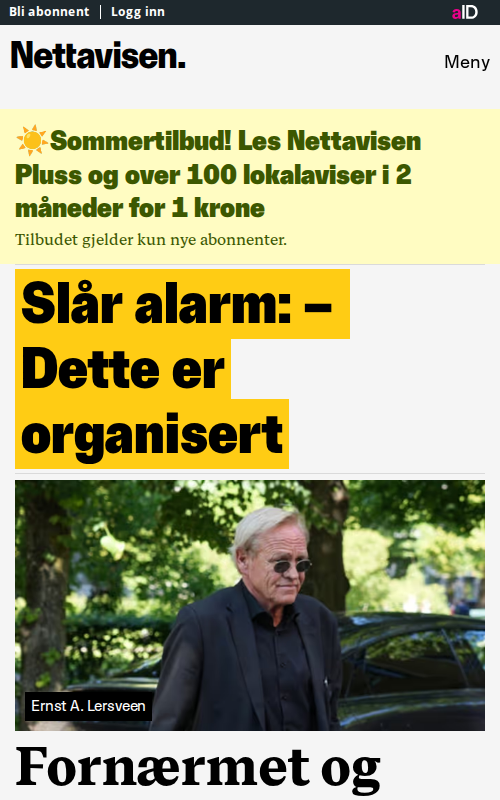 Bli abonnent | Logg inn
aID
Nettavisen.
Meny
☀️Sommertilbud! Les Nettavisen
Pluss og over 100 lokalaviser i 2
måneder for 1 krone
Tilbudet gjelder kun nye abonnenter.
Slår alarm: –
Dette er
organisert
Ernst A. Lersveen
Fornærmet og